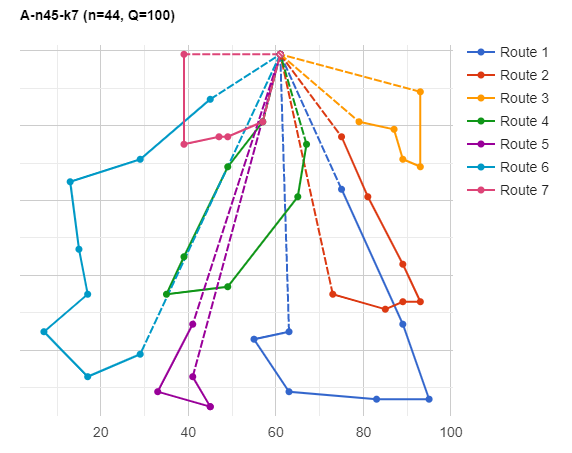 A-n45-k7 (n=44, Q=100)
Route 1
Route 2
Route 3
Route 4
Route 5
Route 6
Route 7
20 40 60 80 100